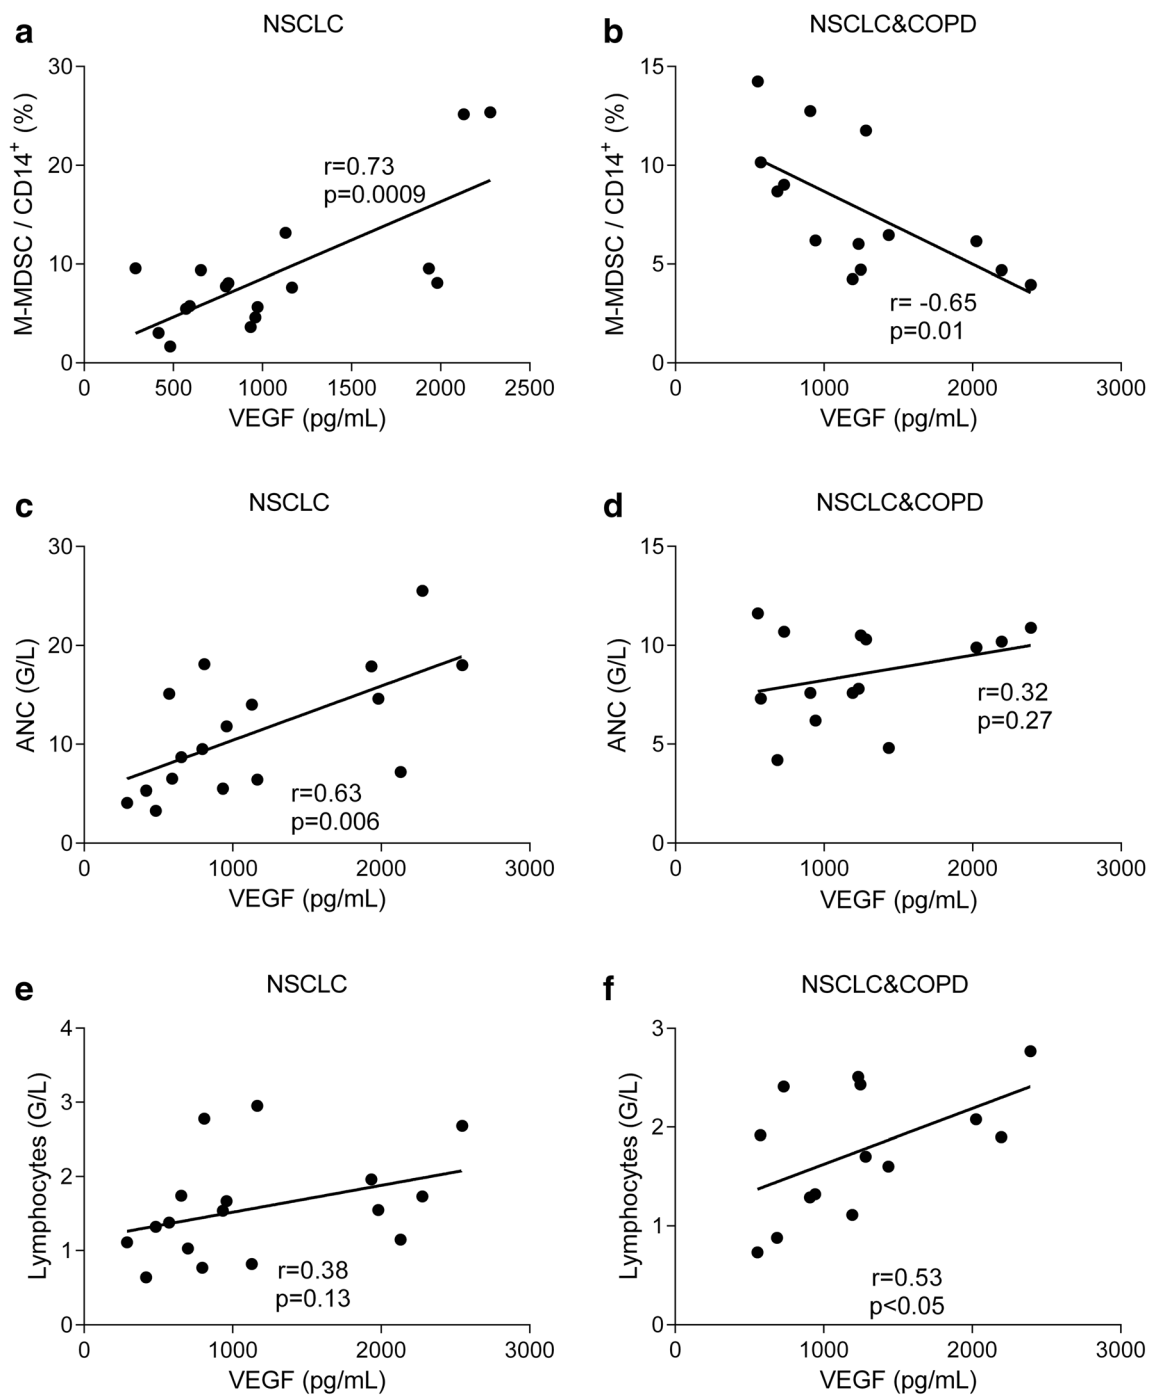 a
NSCLC
M-MDSC / CD14⁺ (%)
30
20
10
0
r=0.73
p=0.0009
0 500 1000 1500 2000 2500
VEGF (pg/mL)
b
NSCLC&COPD
M-MDSC / CD14⁺ (%)
15
10
5
0
r= -0.65
p=0.01
0 1000 2000 3000
VEGF (pg/mL)
c
NSCLC
ANC (G/L)
30
20
10
0
r=0.63
p=0.006
0 1000 2000 3000
VEGF (pg/mL)
d
NSCLC&COPD
ANC (G/L)
15
10
5
0
r=0.32
p=0.27
0 1000 2000 3000
VEGF (pg/mL)
e
NSCLC
Lymphocytes (G/L)
4
3
2
1
0
r=0.38
p=0.13
0 1000 2000 3000
VEGF (pg/mL)
f
NSCLC&COPD
Lymphocytes (G/L)
3
2
1
0
r=0.53
p<0.05
0 1000 2000 3000
VEGF (pg/mL)